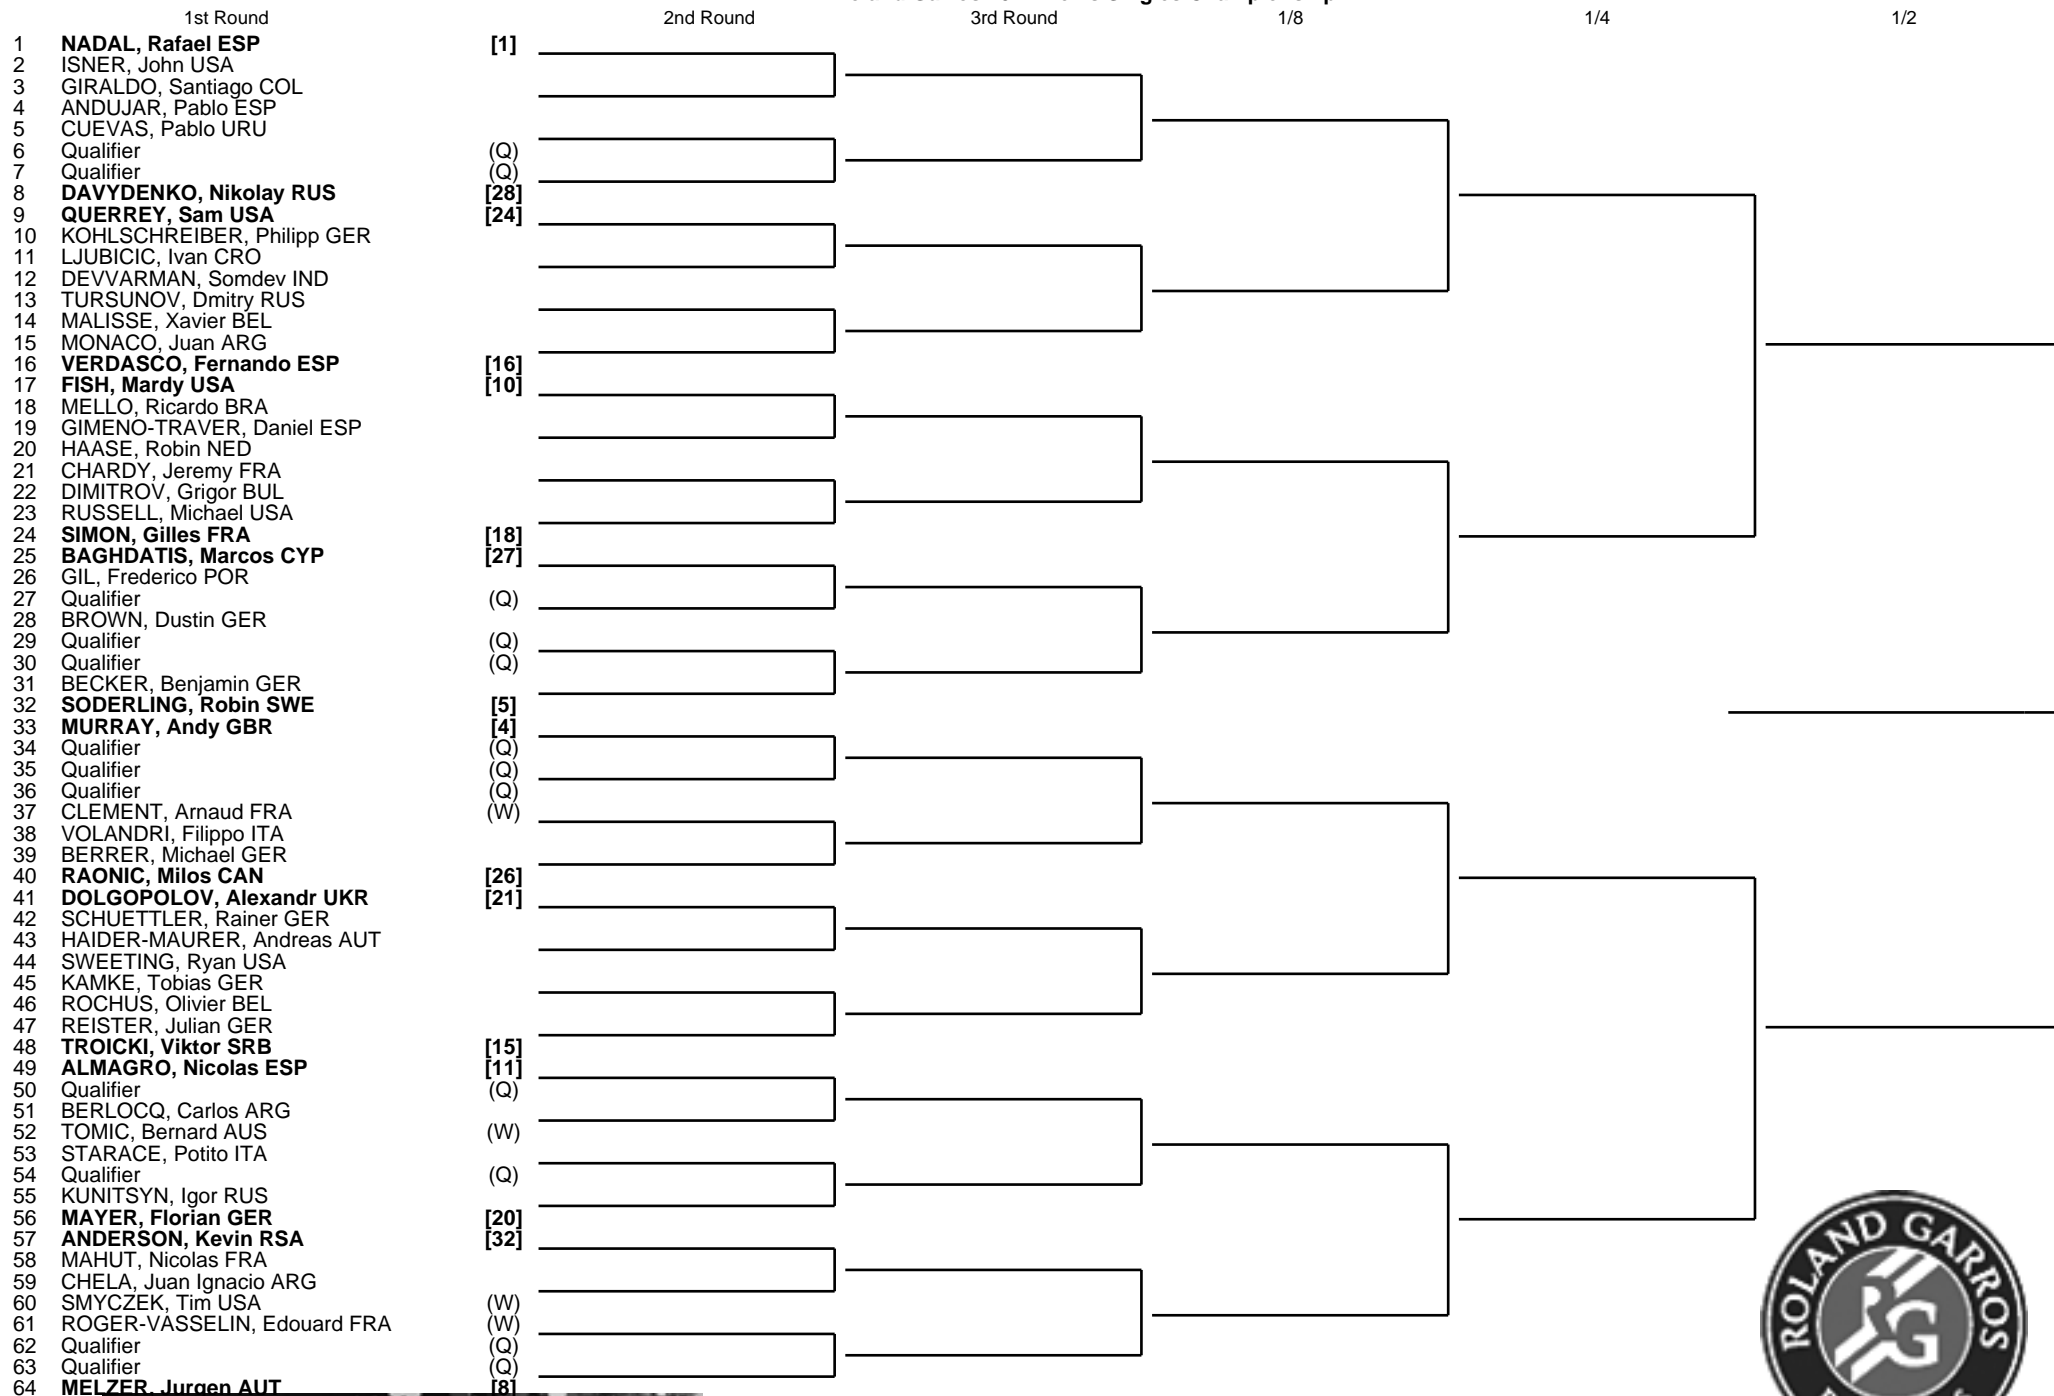 1st Round 2nd Round 3rd Round 1/8 1/4 1/2
1 NADAL, Rafael ESP [1]
2 ISNER, John USA
3 GIRALDO, Santiago COL
4 ANDUJAR, Pablo ESP
5 CUEVAS, Pablo URU
6 Qualifier (Q)
7 Qualifier (Q)
8 DAVYDENKO, Nikolay RUS [28]
9 QUERREY, Sam USA [24]
10 KOHLSCHREIBER, Philipp GER
11 LJUBICIC, Ivan CRO
12 DEVVARMAN, Somdev IND
13 TURSUNOV, Dmitry RUS
14 MALISSE, Xavier BEL
15 MONACO, Juan ARG
16 VERDASCO, Fernando ESP [16]
17 FISH, Mardy USA [10]
18 MELLO, Ricardo BRA
19 GIMENO-TRAVER, Daniel ESP
20 HAASE, Robin NED
21 CHARDY, Jeremy FRA
22 DIMITROV, Grigor BUL
23 RUSSELL, Michael USA
24 SIMON, Gilles FRA [18]
25 BAGHDATIS, Marcos CYP [27]
26 GIL, Frederico POR
27 Qualifier (Q)
28 BROWN, Dustin GER
29 Qualifier (Q)
30 Qualifier (Q)
31 BECKER, Benjamin GER
32 SODERLING, Robin SWE [5]
33 MURRAY, Andy GBR [4]
34 Qualifier (Q)
35 Qualifier (Q)
36 Qualifier (Q)
37 CLEMENT, Arnaud FRA (W)
38 VOLANDRI, Filippo ITA
39 BERRER, Michael GER
40 RAONIC, Milos CAN [26]
41 DOLGOPOLOV, Alexandr UKR [21]
42 SCHUETTLER, Rainer GER
43 HAIDER-MAURER, Andreas AUT
44 SWEETING, Ryan USA
45 KAMKE, Tobias GER
46 ROCHUS, Olivier BEL
47 REISTER, Julian GER
48 TROICKI, Viktor SRB [15]
49 ALMAGRO, Nicolas ESP [11]
50 Qualifier (Q)
51 BERLOCQ, Carlos ARG
52 TOMIC, Bernard AUS (W)
53 STARACE, Potito ITA
54 Qualifier (Q)
55 KUNITSYN, Igor RUS
56 MAYER, Florian GER [20]
57 ANDERSON, Kevin RSA [32]
58 MAHUT, Nicolas FRA
59 CHELA, Juan Ignacio ARG
60 SMYCZEK, Tim USA (W)
61 ROGER-VASSELIN, Edouard FRA (W)
62 Qualifier (Q)
63 Qualifier (Q)
64 MELZER, Jurgen AUT [8]
ROLAND GARROS
RG